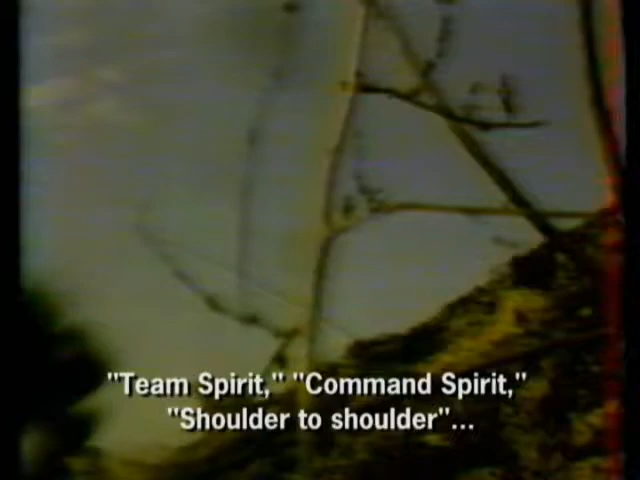 "Team Spirit," "Command Spirit,"
"Shoulder to shoulder"...